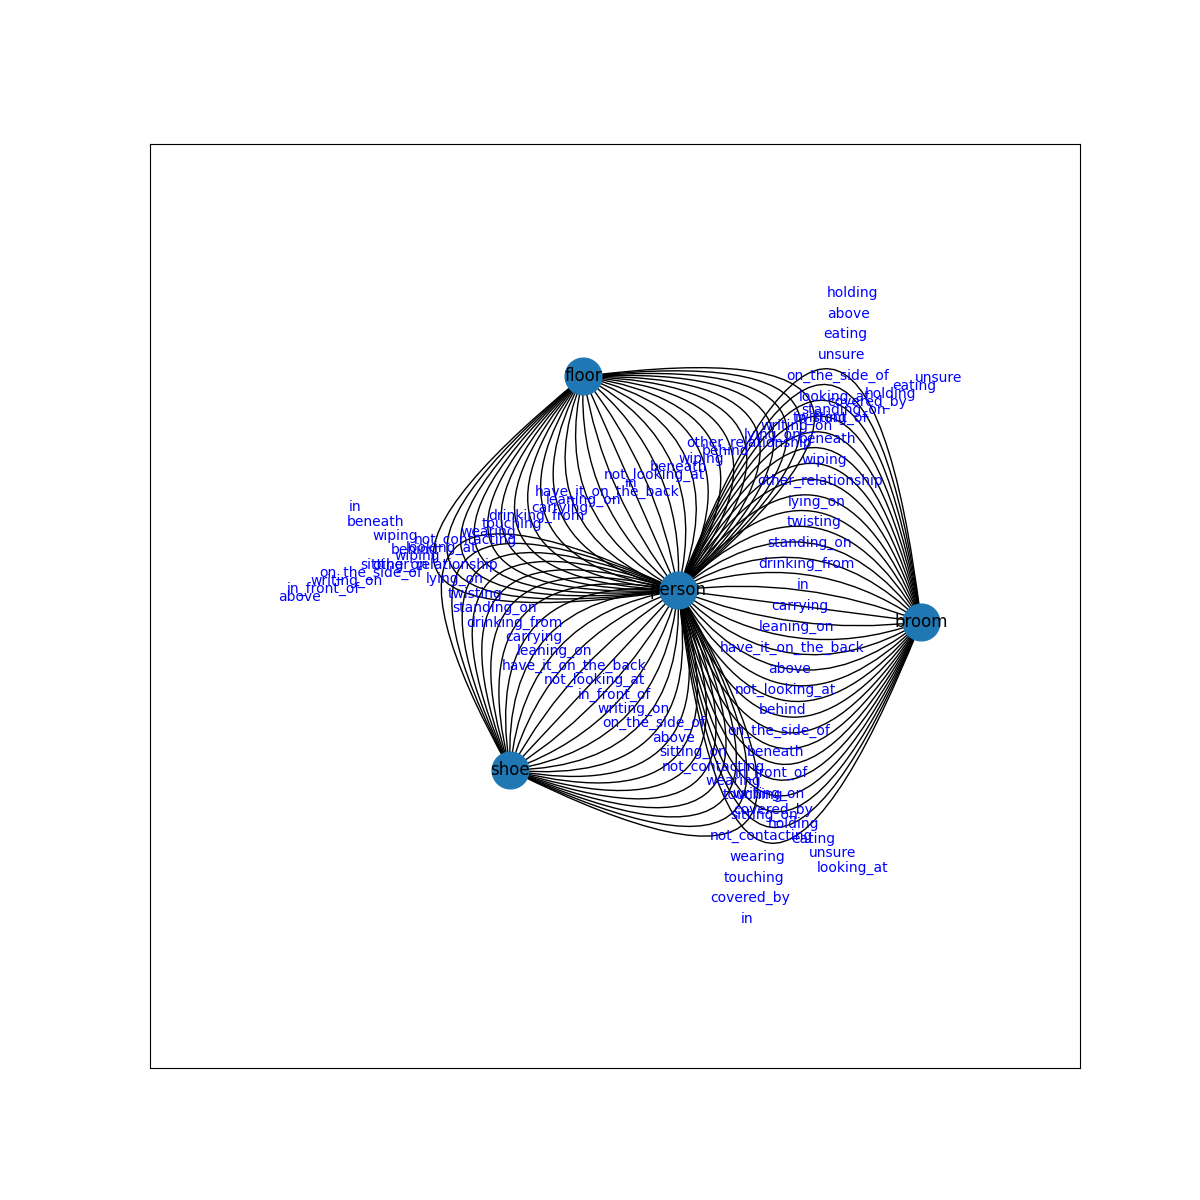 holding
above
eating
unsure
on_the_side_of
unsure
floor
eating
looking_at
holding
covered_by
standing_on
in_front_of
writing_on
lying_on
beneath
other_relationship
behind
wiping
wiping
beneath
not_looking_at
other_relationship
in
have_it_on_the_back
leaning_on
lying_on
in
carrying
drinking_from
beneath
touching
twisting
wearing
wiping
not_contacting
standing_on
looking_at
behind
wiping
sitting_on
other_relationship
drinking_from
on_the_side_of
lying_on
writing_on
in
in_front_of
person
twisting
above
standing_on
carrying
drinking_from
broom
leaning_on
carrying
leaning_on
have_it_on_the_back
have_it_on_the_back
above
not_looking_at
not_looking_at
in_front_of
writing_on
behind
on_the_side_of
on_the_side_of
above
sitting_on
beneath
shoe
not_contacting
in_front_of
wearing
touching
writing_on
covered_by
sitting_on
holding
not_contacting
eating
unsure
wearing
looking_at
touching
covered_by
in